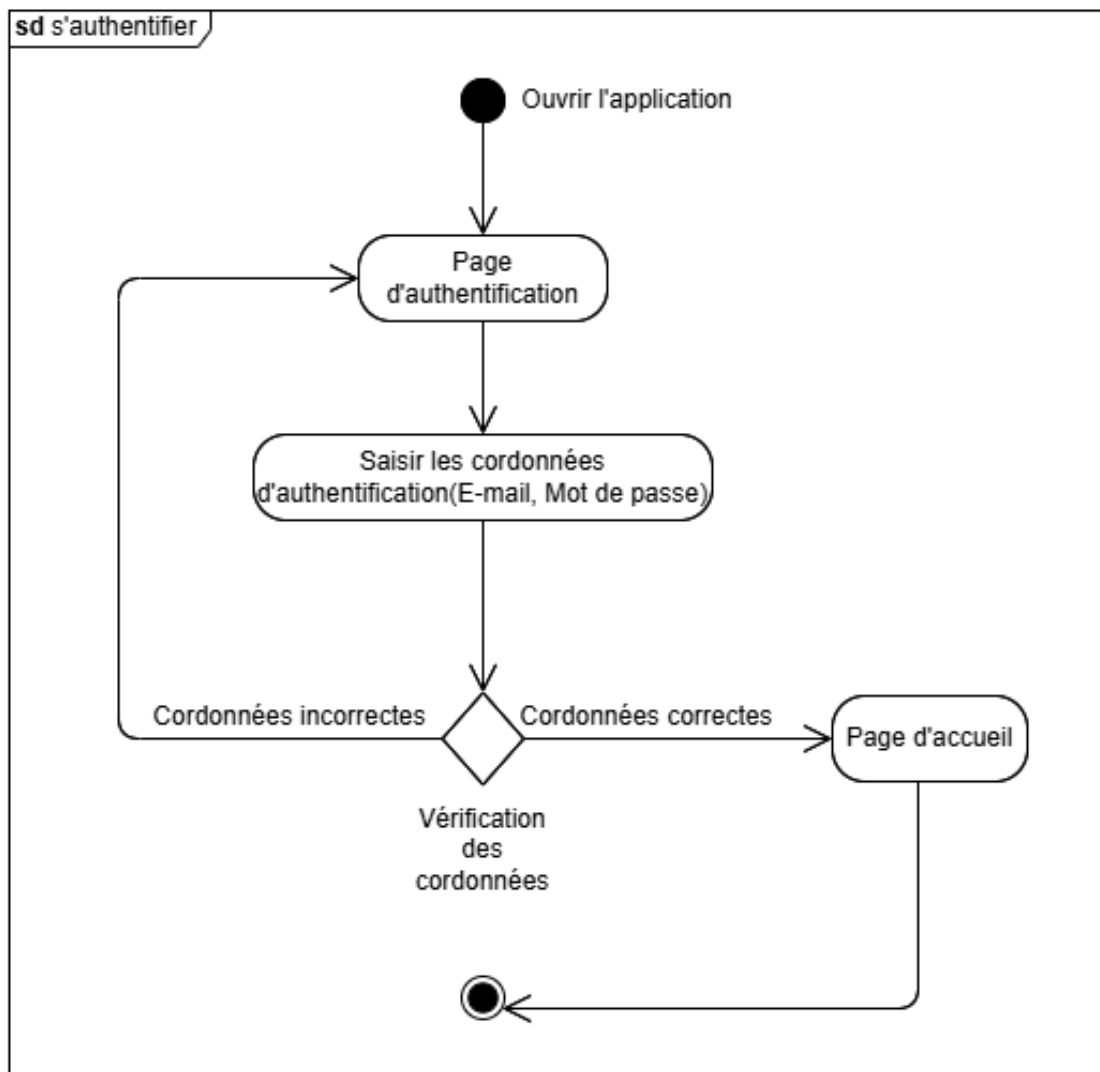 sd s'authentifier
Ouvrir l'application
Page
d'authentification
Saisir les cordonnées
d'authentification(E-mail, Mot de passe)
Cordonnées incorrectes
Cordonnées correctes
Page d'accueil
Vérification
des
cordonnées